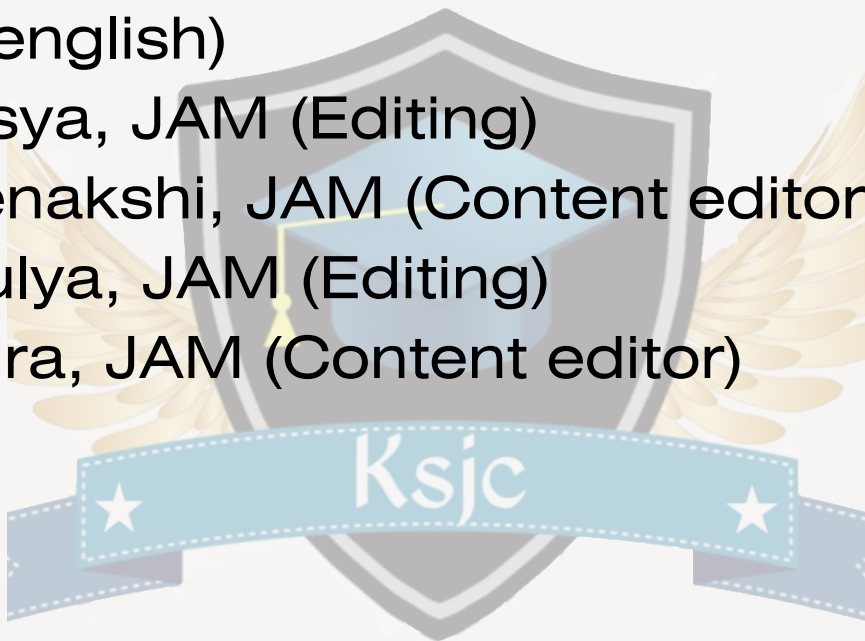 english)
sya, JAM (Editing)
enakshi, JAM (Content editor
ulya, JAM (Editing)
ra, JAM (Content editor)
Ksjc